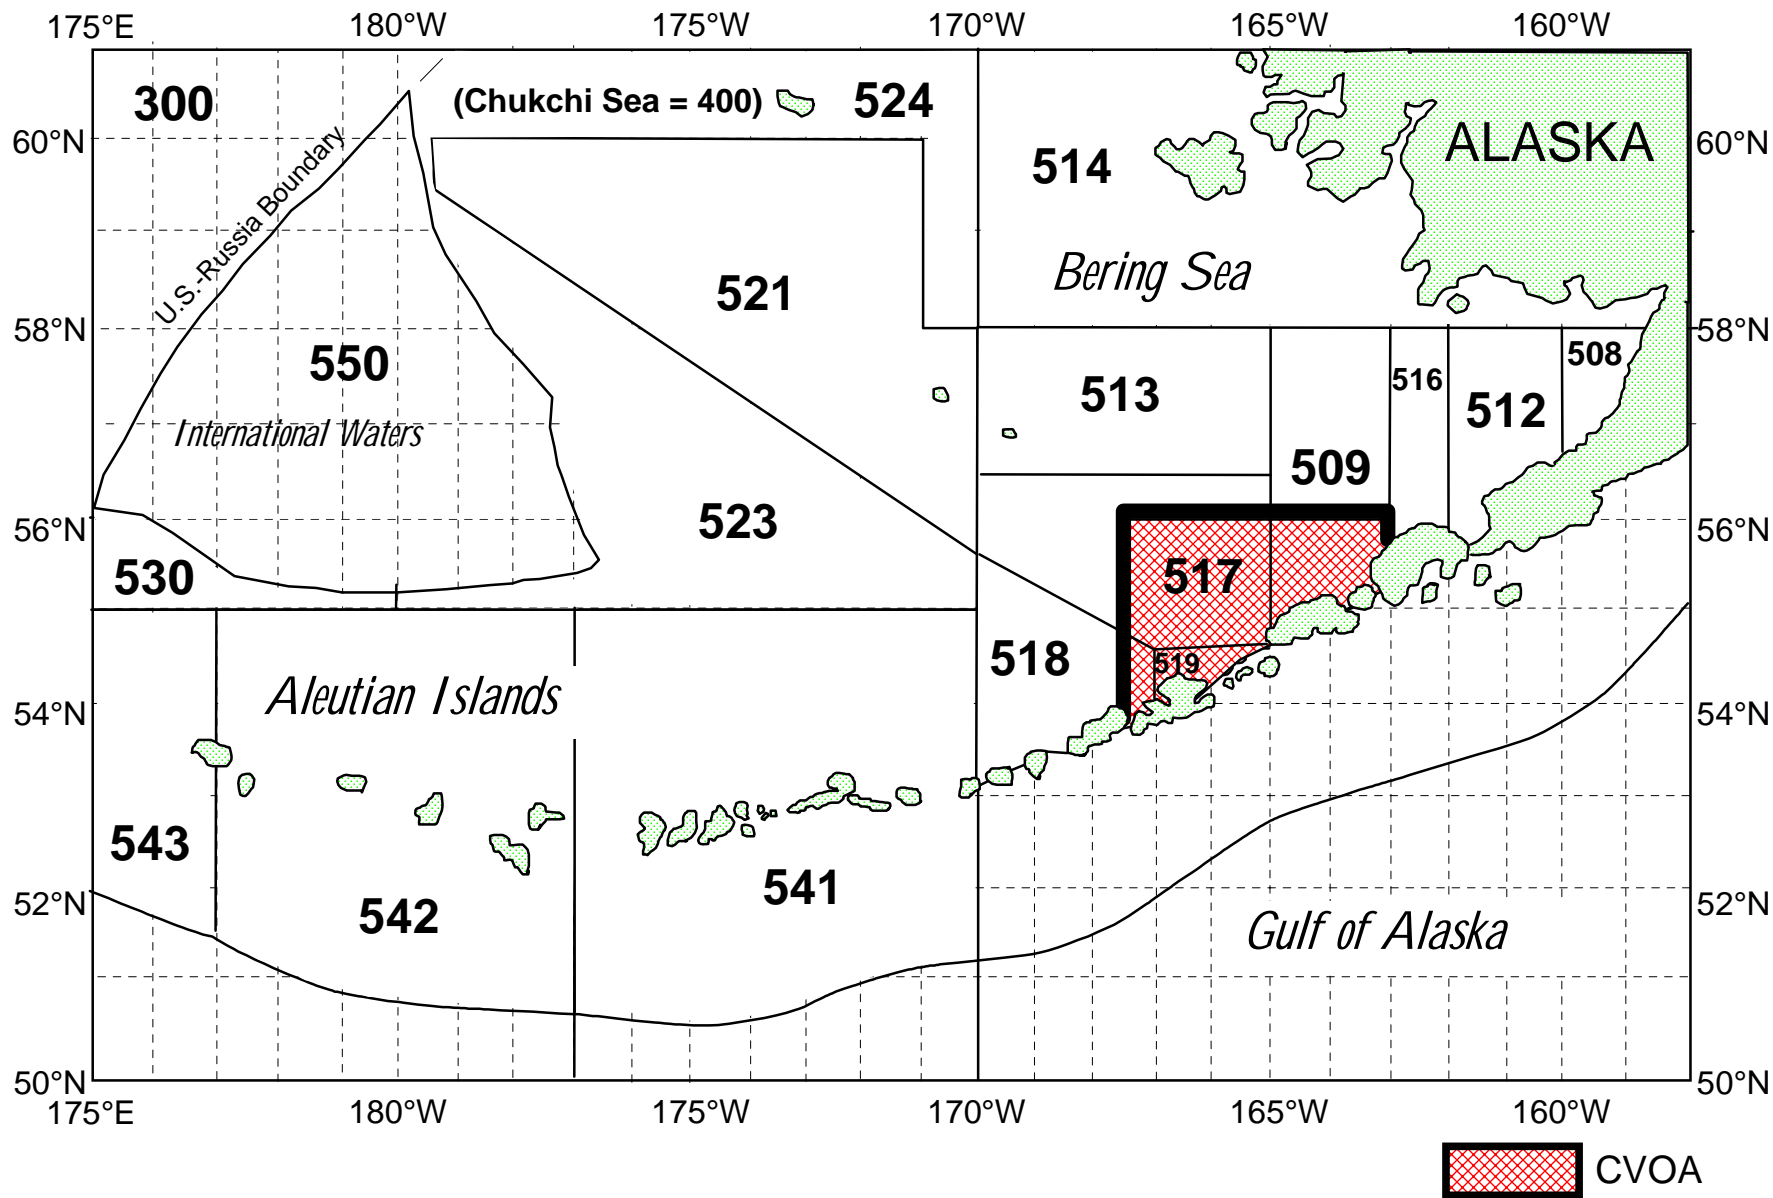 175°E 180°W 175°W 170°W 165°W 160°W
300 (Chukchi Sea = 400) 524
60°N ALASKA 60°N
514
U.S.-Russia Boundary
Bering Sea
521
58°N 58°N
550 508
516
513 512
International Waters
509
523
56°N 56°N
530 517
518 519
Aleutian Islands
54°N 54°N
543
541
52°N 52°N
542
Gulf of Alaska
50°N 50°N
175°E 180°W 175°W 170°W 165°W 160°W
CVOA